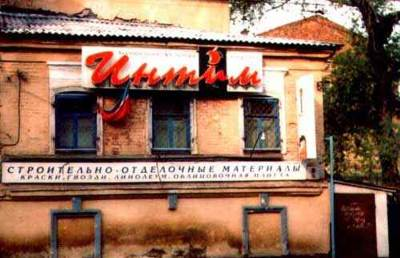 Интим
СТРОИТЕЛЬНО-ОТДЕЛОЧНЫЕ МАТЕРИАЛЫ
КРАСКИ, ГВОЗДИ, ЛИНОЛЕУМ, ОБЛИЦОВОЧНАЯ ПЛИТКА